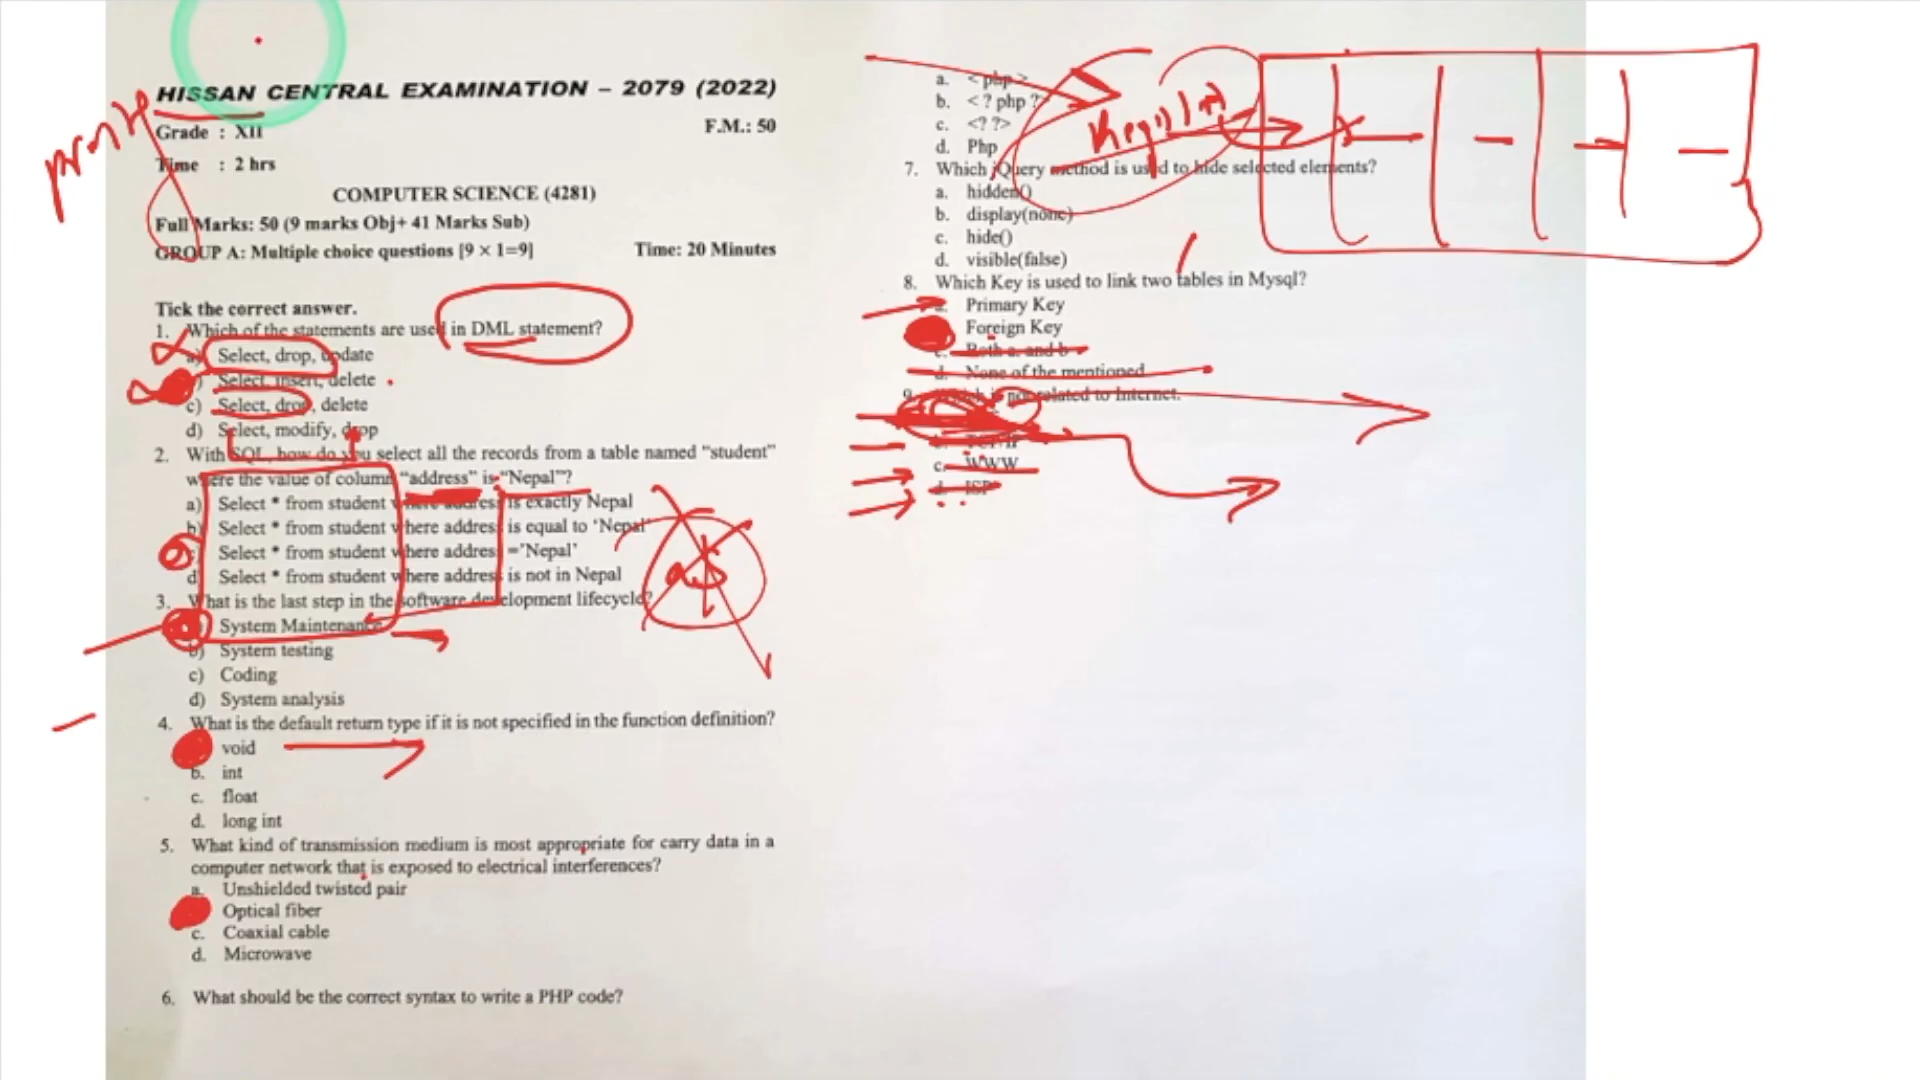 HISSAN CENTRAL EXAMINATION – 2079 (2022)
Grade : XII
F.M.: 50
Time : 2 hrs
COMPUTER SCIENCE (4281)
Full Marks: 50 (9 marks Obj+ 41 Marks Sub)
GROUP A: Multiple choice questions [9 × 1=9] Time: 20 Minutes
Tick the correct answer.
1. Which of the statements are used in DML statement?
a) Select, drop, update
) Select, insert, delete
c) Select, drop, delete
d) Select, modify, drop
2. With SQL, how do you select all the records from a table named “student”
where the value of column “address” is “Nepal”?
a) Select * from student where address is exactly Nepal
b) Select * from student where address is equal to ‘Nepal’
Select * from student where address =’Nepal’
d) Select * from student where address is not in Nepal
3. What is the last step in the software development lifecycle?
System Maintenance
b) System testing
c) Coding
d) System analysis
4. What is the default return type if it is not specified in the function definition?
void
b. int
c. float
d. long int
5. What kind of transmission medium is most appropriate for carry data in a
computer network that is exposed to electrical interferences?
a. Unshielded twisted pair
Optical fiber
c. Coaxial cable
d. Microwave
6. What should be the correct syntax to write a PHP code?
a. < php >
b. < ? php ?
c. <? ?>
d. Php
7. Which jQuery method is used to hide selected elements?
a. hidden()
b. display(none)
c. hide()
d. visible(false)
8. Which Key is used to link two tables in Mysql?
a. Primary Key
Foreign Key
c. Both a. and b
d. None of the mentioned
9. Which is not related to Internet.
b. TCP/IP
c. WWW
d. ISP